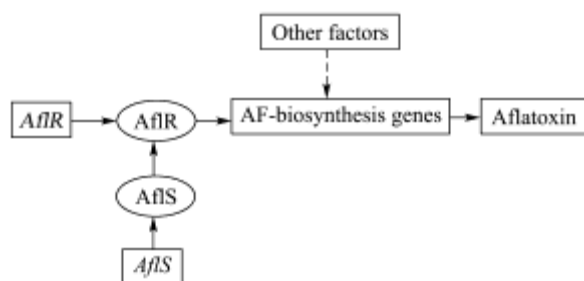 Other factors
AflR
AflR
AF-biosynthesis genes
Aflatoxin
AflS
AflS